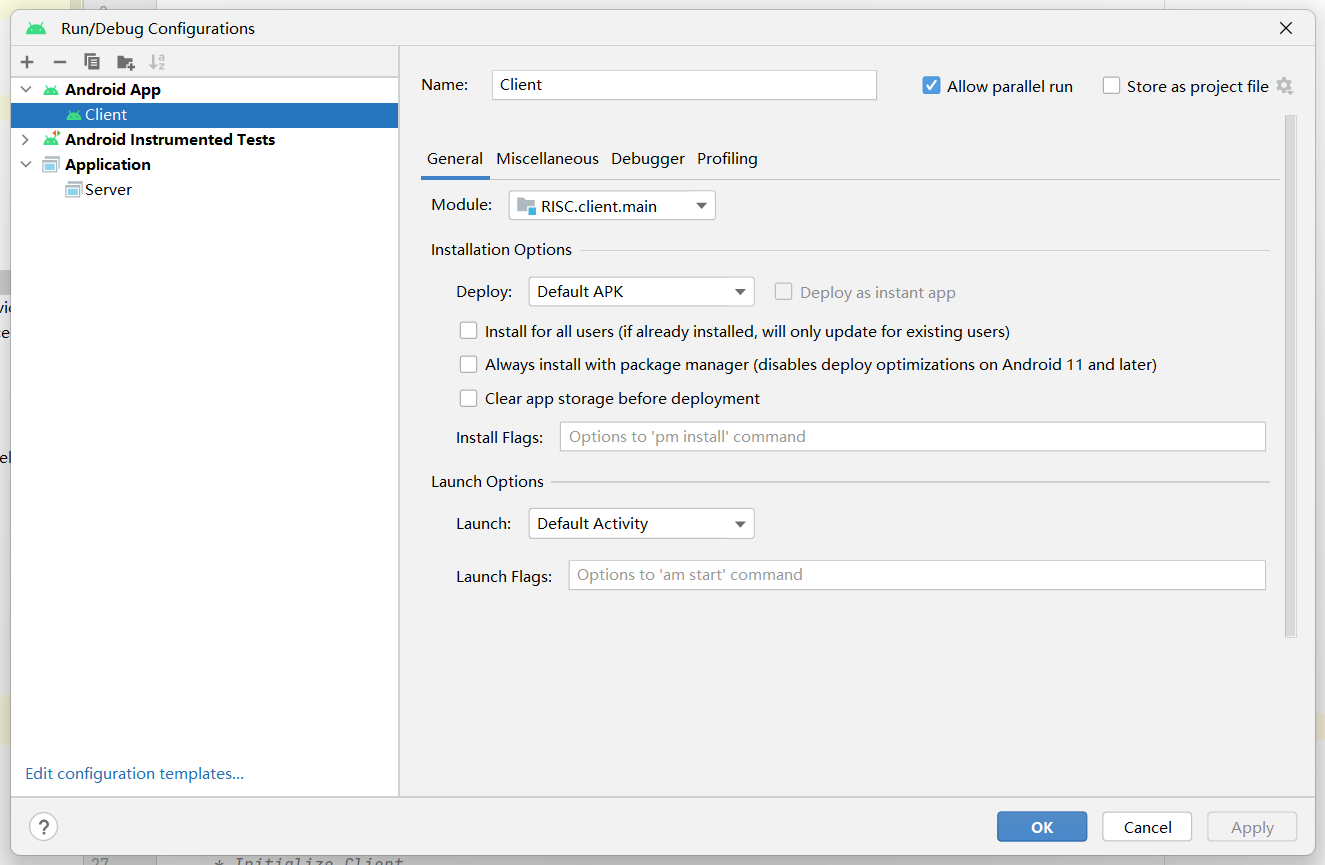 Run/Debug Configurations
Android App
Client
Android Instrumented Tests
Application
Server
Edit configuration templates...
Name: Client
Allow parallel run
Store as project file
General Miscellaneous Debugger Profiling
Module: RISC.client.main
Installation Options
Deploy: Default APK
Deploy as instant app
Install for all users (if already installed, will only update for existing users)
Always install with package manager (disables deploy optimizations on Android 11 and later)
Clear app storage before deployment
Install Flags: Options to 'pm install' command
Launch Options
Launch: Default Activity
Launch Flags: Options to 'am start' command
? OK Cancel Apply
27 * Initialize Client